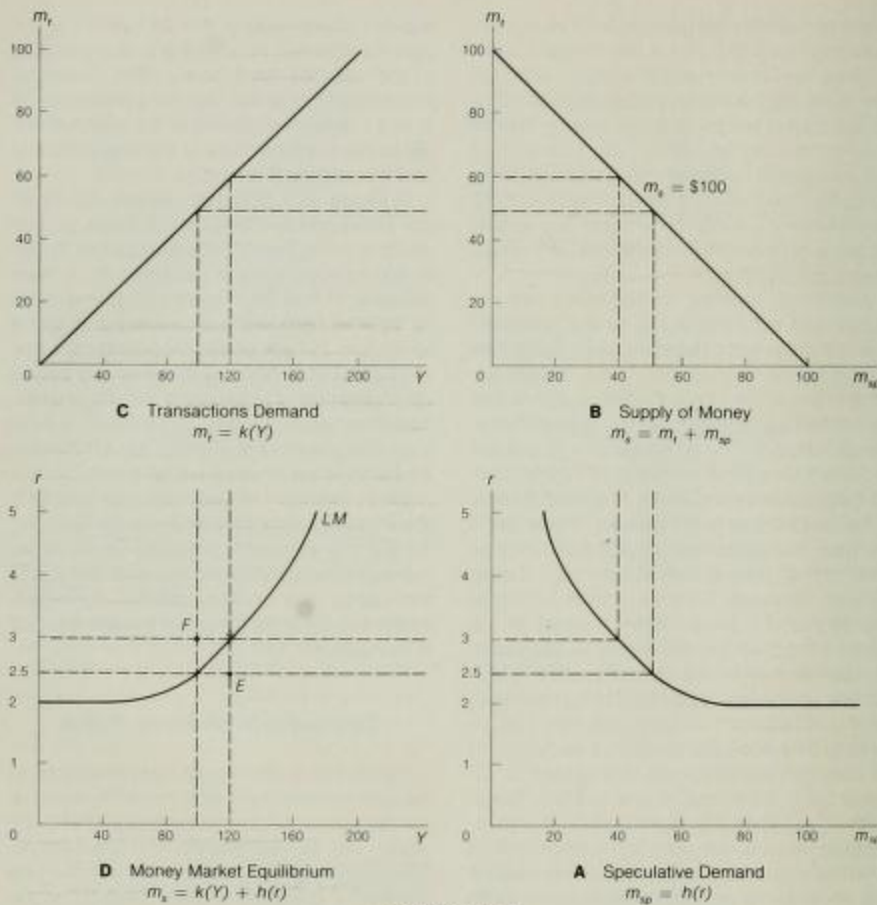 m_t
100
80
60
40
20
0 40 80 120 160 200 Y
C Transactions Demand
m_t = k(Y)
m_t
100
80
60
40
20
m_s = $100
0 20 40 60 80 100 m_sp
B Supply of Money
m_s = m_t + m_sp
r
5
4
3
2.5
2
1
LM
F
E
0 40 80 120 160 200 Y
D Money Market Equilibrium
m_s = k(Y) + h(r)
r
5
4
3
2.5
2
1
0 20 40 60 80 100 m_sp
A Speculative Demand
m_sp = h(r)